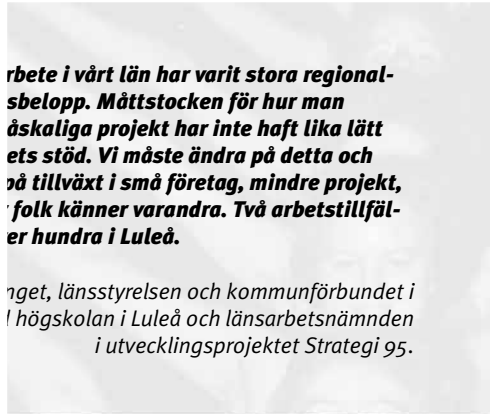 rbete i vårt län har varit stora regional-
sbelopp. Måttstocken för hur man
åskaliga projekt har inte haft lika lätt
ets stöd. Vi måste ändra på detta och
på tillväxt i små företag, mindre projekt,
folk känner varandra. Två arbetstillfäl-
er hundra i Luleå.
nget, länsstyrelsen och kommunförbundet i
högskolan i Luleå och länsarbetsnämnden
i utvecklingsprojektet Strategi 95.